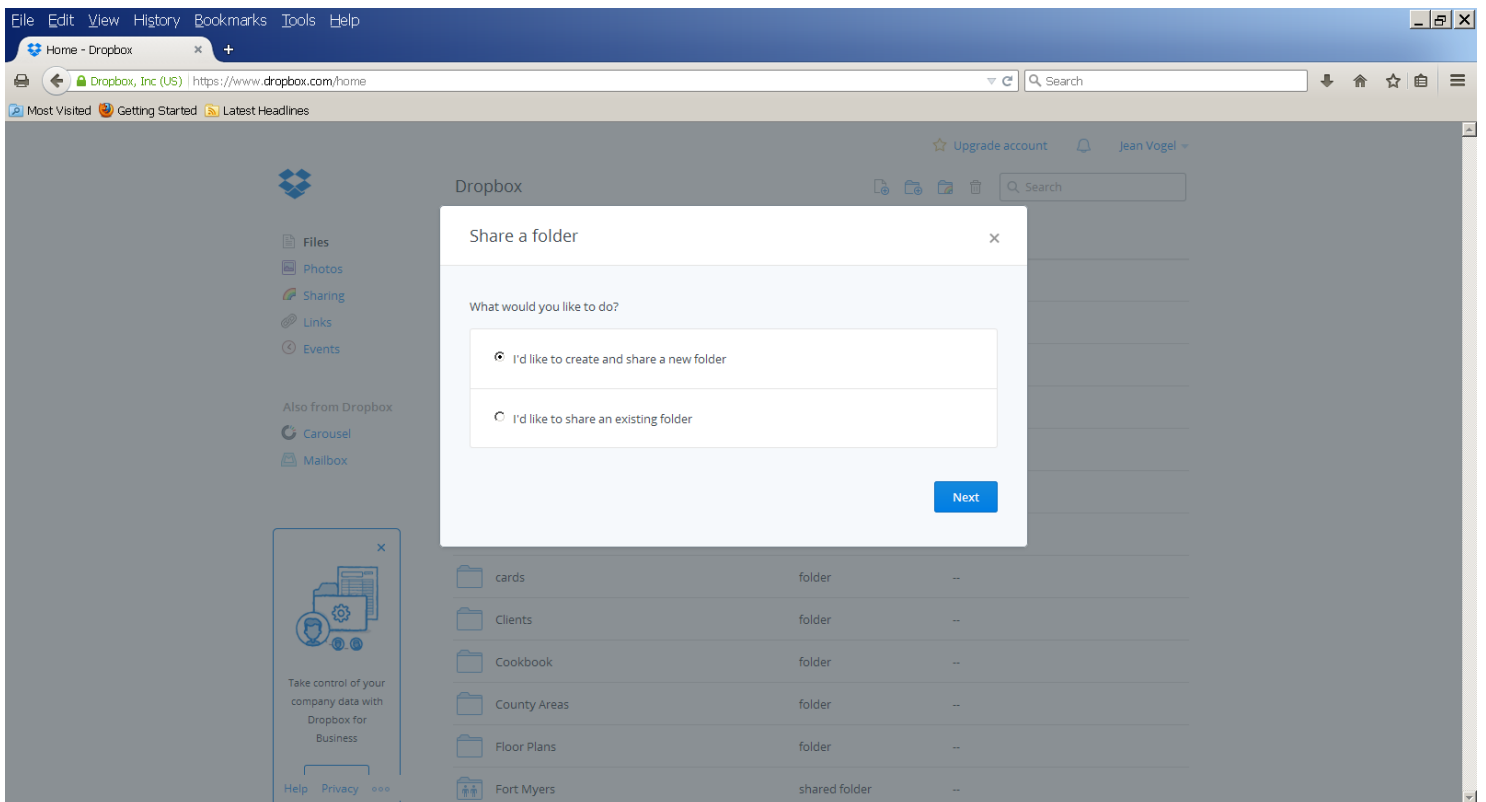 File Edit View History Bookmarks Tools Help
Home - Dropbox
Dropbox, Inc (US) https://www.dropbox.com/home
Search
Most Visited Getting Started Latest Headlines
Upgrade account Jean Vogel
Dropbox
Search
Files
Photos
Sharing
Links
Events
Also from Dropbox
Carousel
Mailbox
Share a folder
What would you like to do?
I'd like to create and share a new folder
I'd like to share an existing folder
Next
cards folder --
Clients folder --
Cookbook folder --
County Areas folder --
Floor Plans folder --
Fort Myers shared folder --
Take control of your
company data with
Dropbox for
Business
Help Privacy